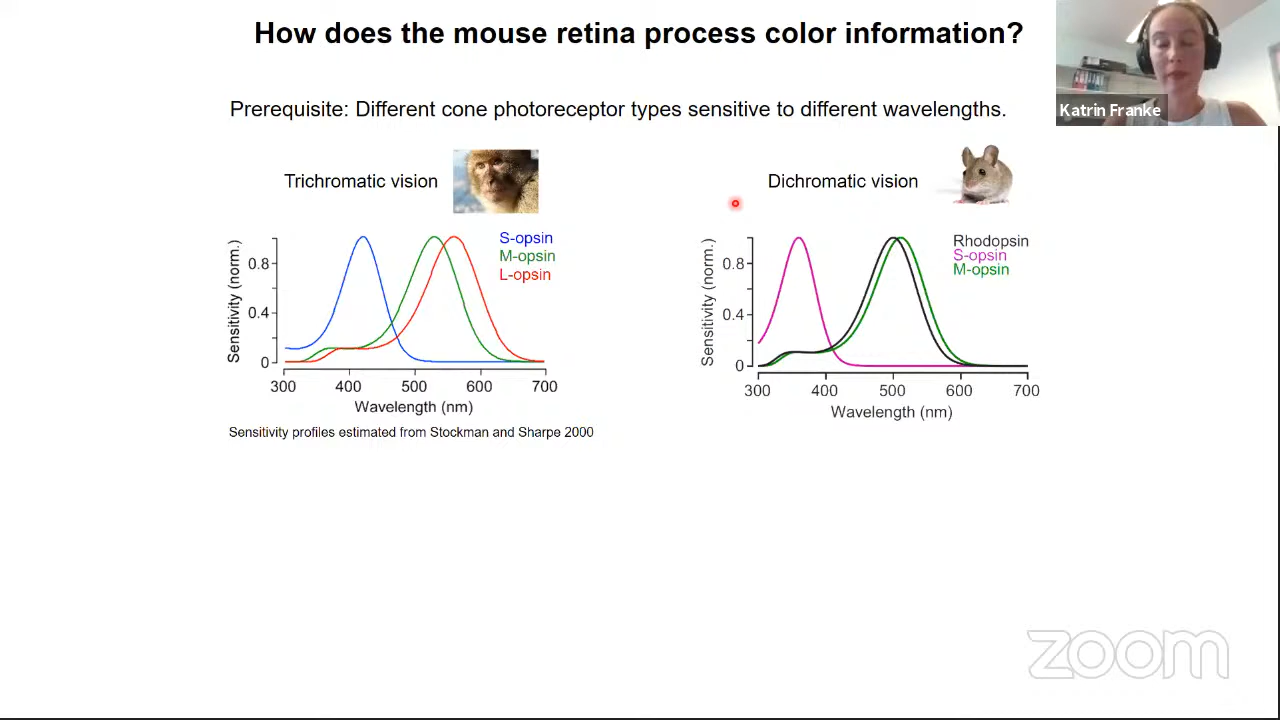 How does the mouse retina process color information?
Katrin Franke
Prerequisite: Different cone photoreceptor types sensitive to different wavelengths.
Trichromatic vision
S-opsin
M-opsin
L-opsin
Sensitivity (norm.)
0.8
0.4
0
300 400 500 600 700
Wavelength (nm)
Sensitivity profiles estimated from Stockman and Sharpe 2000
Dichromatic vision
Rhodopsin
S-opsin
M-opsin
Sensitivity (norm.)
0.8
0.4
0
300 400 500 600 700
Wavelength (nm)
zoom